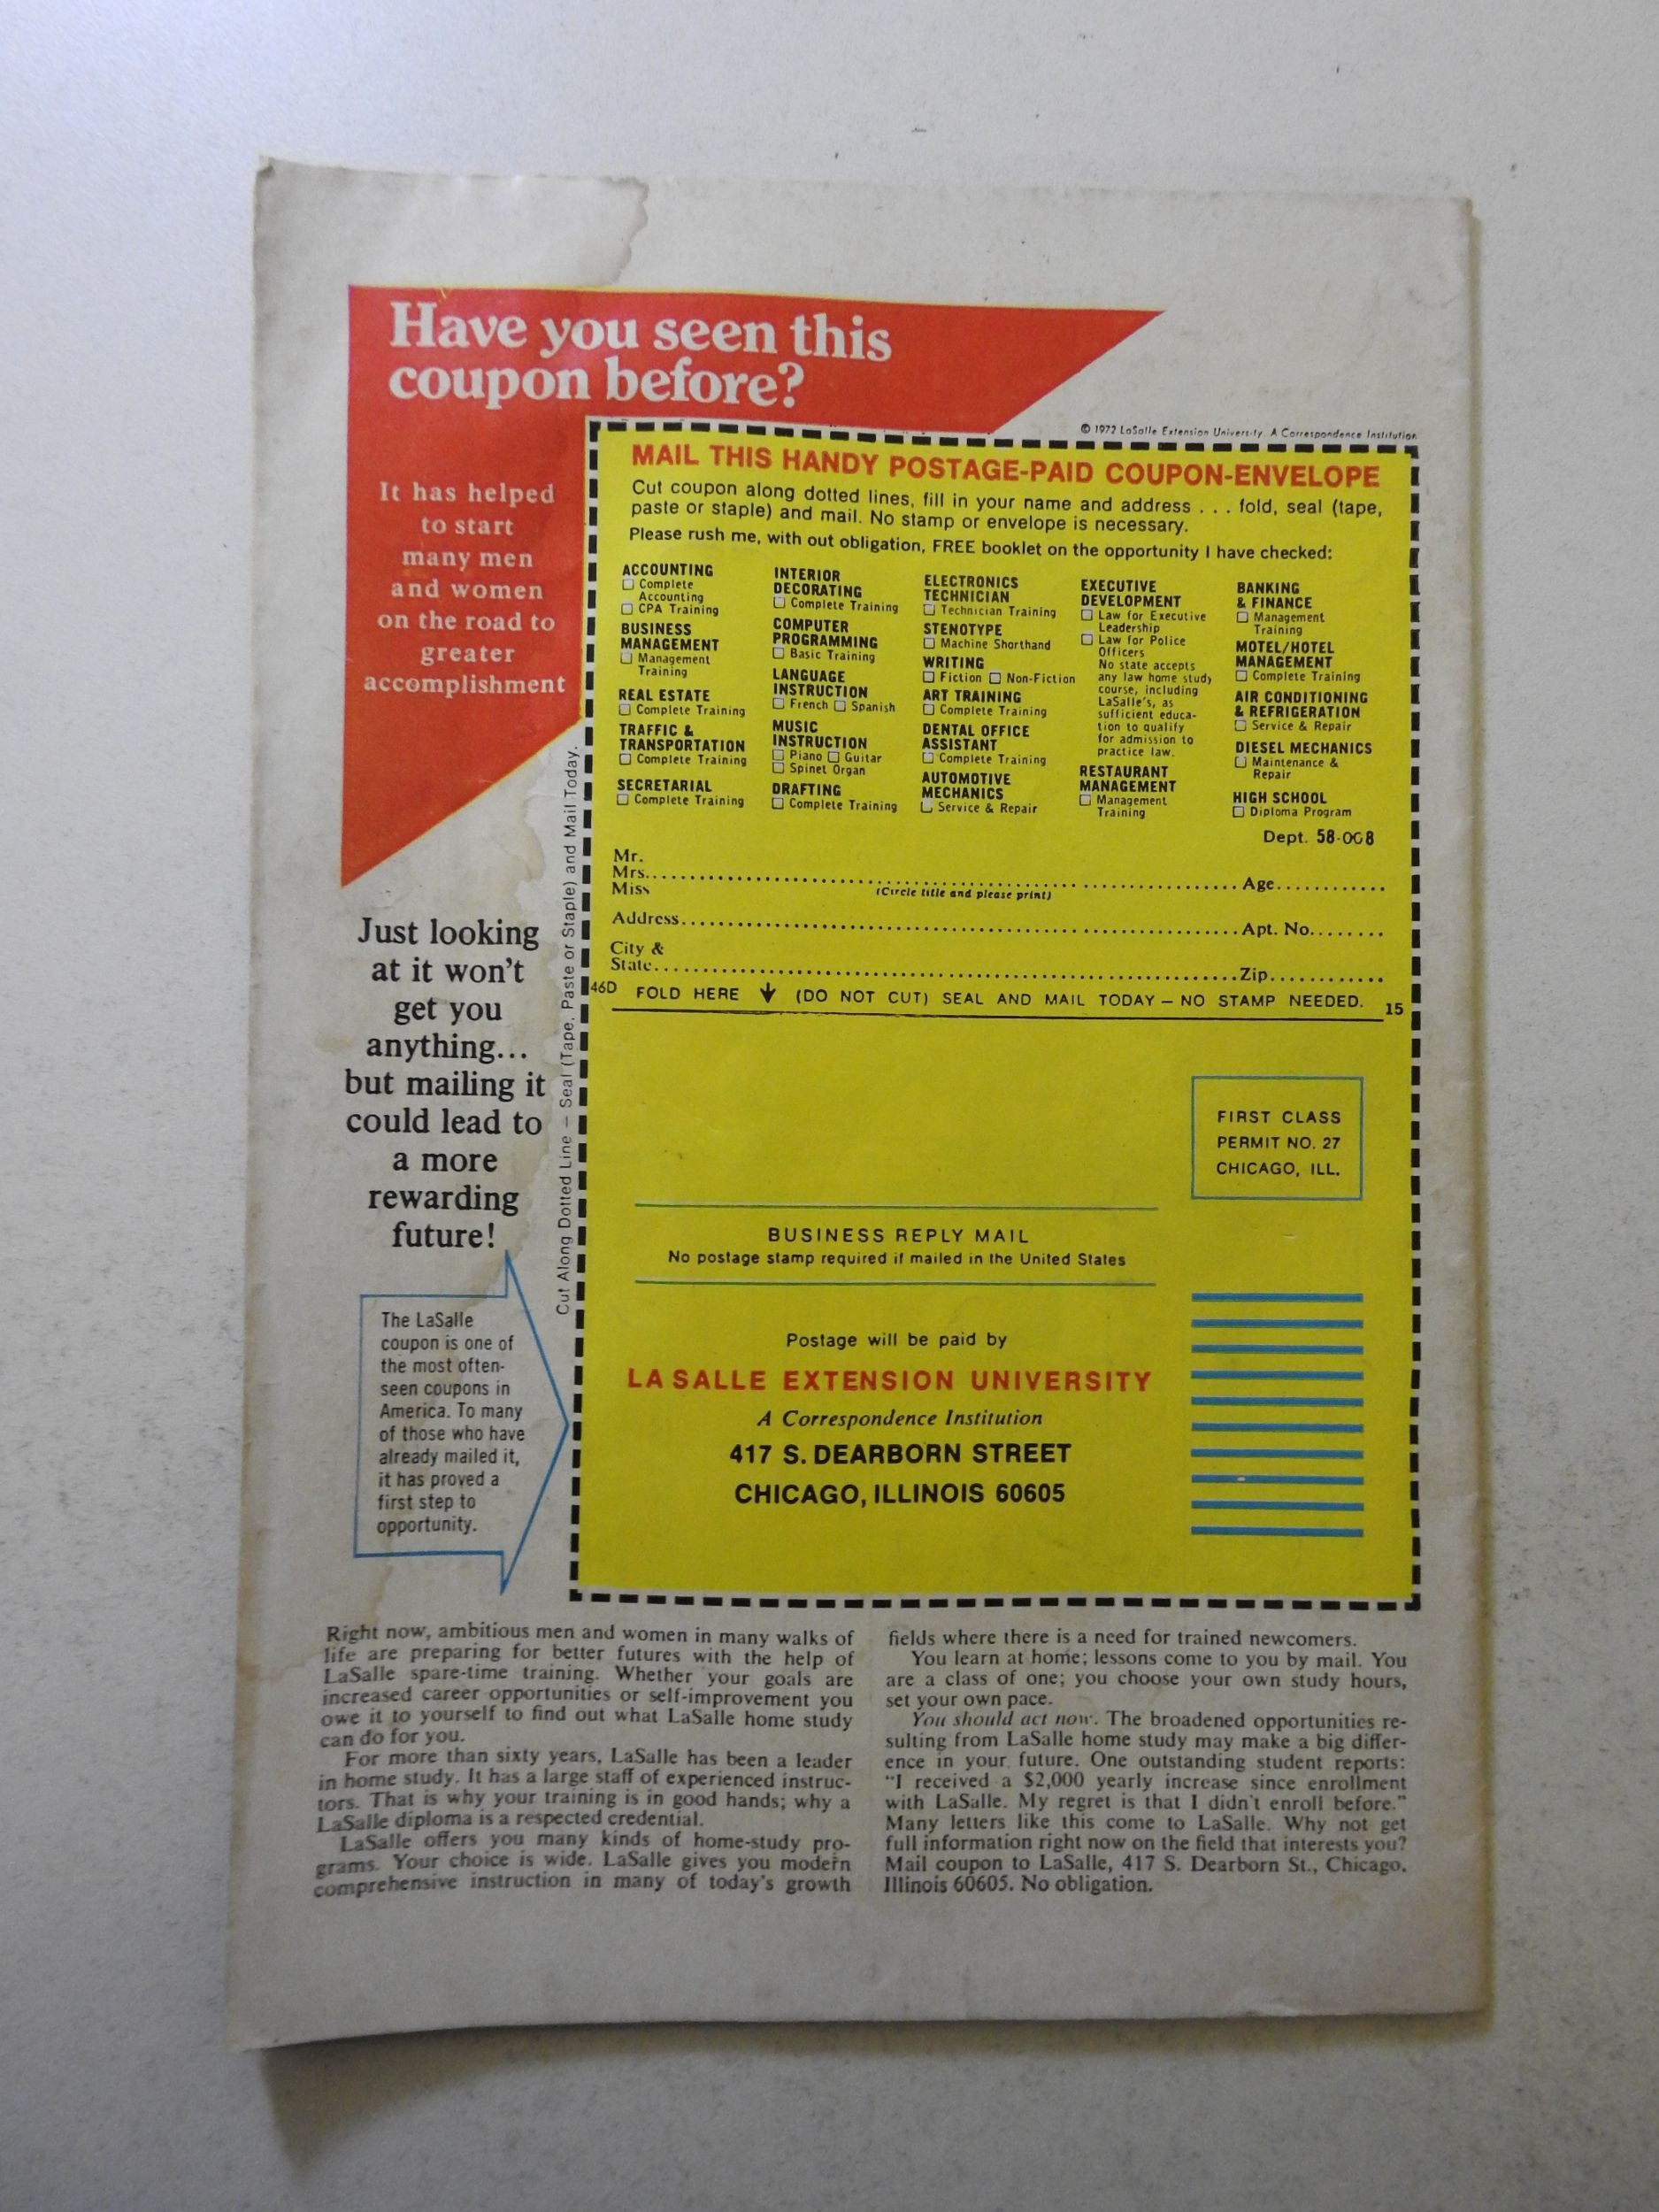 Have you seen this
coupon before?
It has helped
to start
many men
and women
on the road to
greater
accomplishment
Just looking
at it won't
get you
anything...
but mailing it
could lead to
a more
rewarding
future!
The LaSalle
coupon is one of
the most often-
seen coupons in
America. To many
of those who have
already mailed it,
it has proved a
first step to
opportunity.
Cut Along Dotted Line — Seal (Tape, Paste or Staple) and Mail Today.
© 1972 LaSalle Extension University A Correspondence Institution
MAIL THIS HANDY POSTAGE-PAID COUPON-ENVELOPE
Cut coupon along dotted lines, fill in your name and address . . . fold, seal (tape,
paste or staple) and mail. No stamp or envelope is necessary.
Please rush me, with out obligation, FREE booklet on the opportunity I have checked:
ACCOUNTING
☐ Complete
Accounting
☐ CPA Training
BUSINESS
MANAGEMENT
☐ Management
Training
REAL ESTATE
☐ Complete Training
TRAFFIC &
TRANSPORTATION
☐ Complete Training
SECRETARIAL
☐ Complete Training
INTERIOR
DECORATING
☐ Complete Training
COMPUTER
PROGRAMMING
☐ Basic Training
LANGUAGE
INSTRUCTION
☐ French ☐ Spanish
MUSIC
INSTRUCTION
☐ Piano ☐ Guitar
☐ Spinet Organ
DRAFTING
☐ Complete Training
ELECTRONICS
TECHNICIAN
☐ Technician Training
STENOTYPE
☐ Machine Shorthand
WRITING
☐ Fiction ☐ Non-Fiction
ART TRAINING
☐ Complete Training
DENTAL OFFICE
ASSISTANT
☐ Complete Training
AUTOMOTIVE
MECHANICS
☐ Service & Repair
EXECUTIVE
DEVELOPMENT
☐ Law for Executive
Leadership
☐ Law for Police
Officers
No state accepts
any law home study
course, including
LaSalle's, as
sufficient educa-
tion to qualify
for admission to
practice law.
RESTAURANT
MANAGEMENT
☐ Management
Training
BANKING
& FINANCE
☐ Management
Training
MOTEL/HOTEL
MANAGEMENT
☐ Complete Training
AIR CONDITIONING
& REFRIGERATION
☐ Service & Repair
DIESEL MECHANICS
☐ Maintenance &
Repair
HIGH SCHOOL
☐ Diploma Program
Dept. 58-008
Mr.
Mrs. Age
Miss (Circle title and please print)
Address Apt. No.
City &
State Zip
46D FOLD HERE ↓ (DO NOT CUT) SEAL AND MAIL TODAY — NO STAMP NEEDED. 15
FIRST CLASS
PERMIT NO. 27
CHICAGO, ILL.
BUSINESS REPLY MAIL
No postage stamp required if mailed in the United States
Postage will be paid by
LA SALLE EXTENSION UNIVERSITY
A Correspondence Institution
417 S. DEARBORN STREET
CHICAGO, ILLINOIS 60605
Right now, ambitious men and women in many walks of
life are preparing for better futures with the help of
LaSalle spare-time training. Whether your goals are
increased career opportunities or self-improvement you
owe it to yourself to find out what LaSalle home study
can do for you.
For more than sixty years, LaSalle has been a leader
in home study. It has a large staff of experienced instruc-
tors. That is why your training is in good hands; why a
LaSalle diploma is a respected credential.
LaSalle offers you many kinds of home-study pro-
grams. Your choice is wide. LaSalle gives you modern
comprehensive instruction in many of today's growth
fields where there is a need for trained newcomers.
You learn at home; lessons come to you by mail. You
are a class of one; you choose your own study hours,
set your own pace.
You should act now. The broadened opportunities re-
sulting from LaSalle home study may make a big differ-
ence in your future. One outstanding student reports:
"I received a $2,000 yearly increase since enrollment
with LaSalle. My regret is that I didn't enroll before."
Many letters like this come to LaSalle. Why not get
full information right now on the field that interests you?
Mail coupon to LaSalle, 417 S. Dearborn St., Chicago,
Illinois 60605. No obligation.